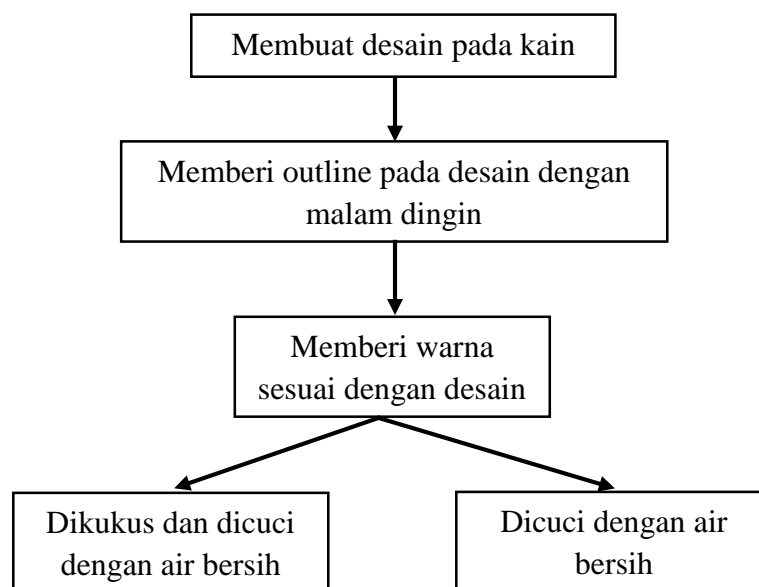 Membuat desain pada kain
Memberi outline pada desain dengan
malam dingin
Memberi warna
sesuai dengan desain
Dikukus dan dicuci
dengan air bersih
Dicuci dengan air
bersih